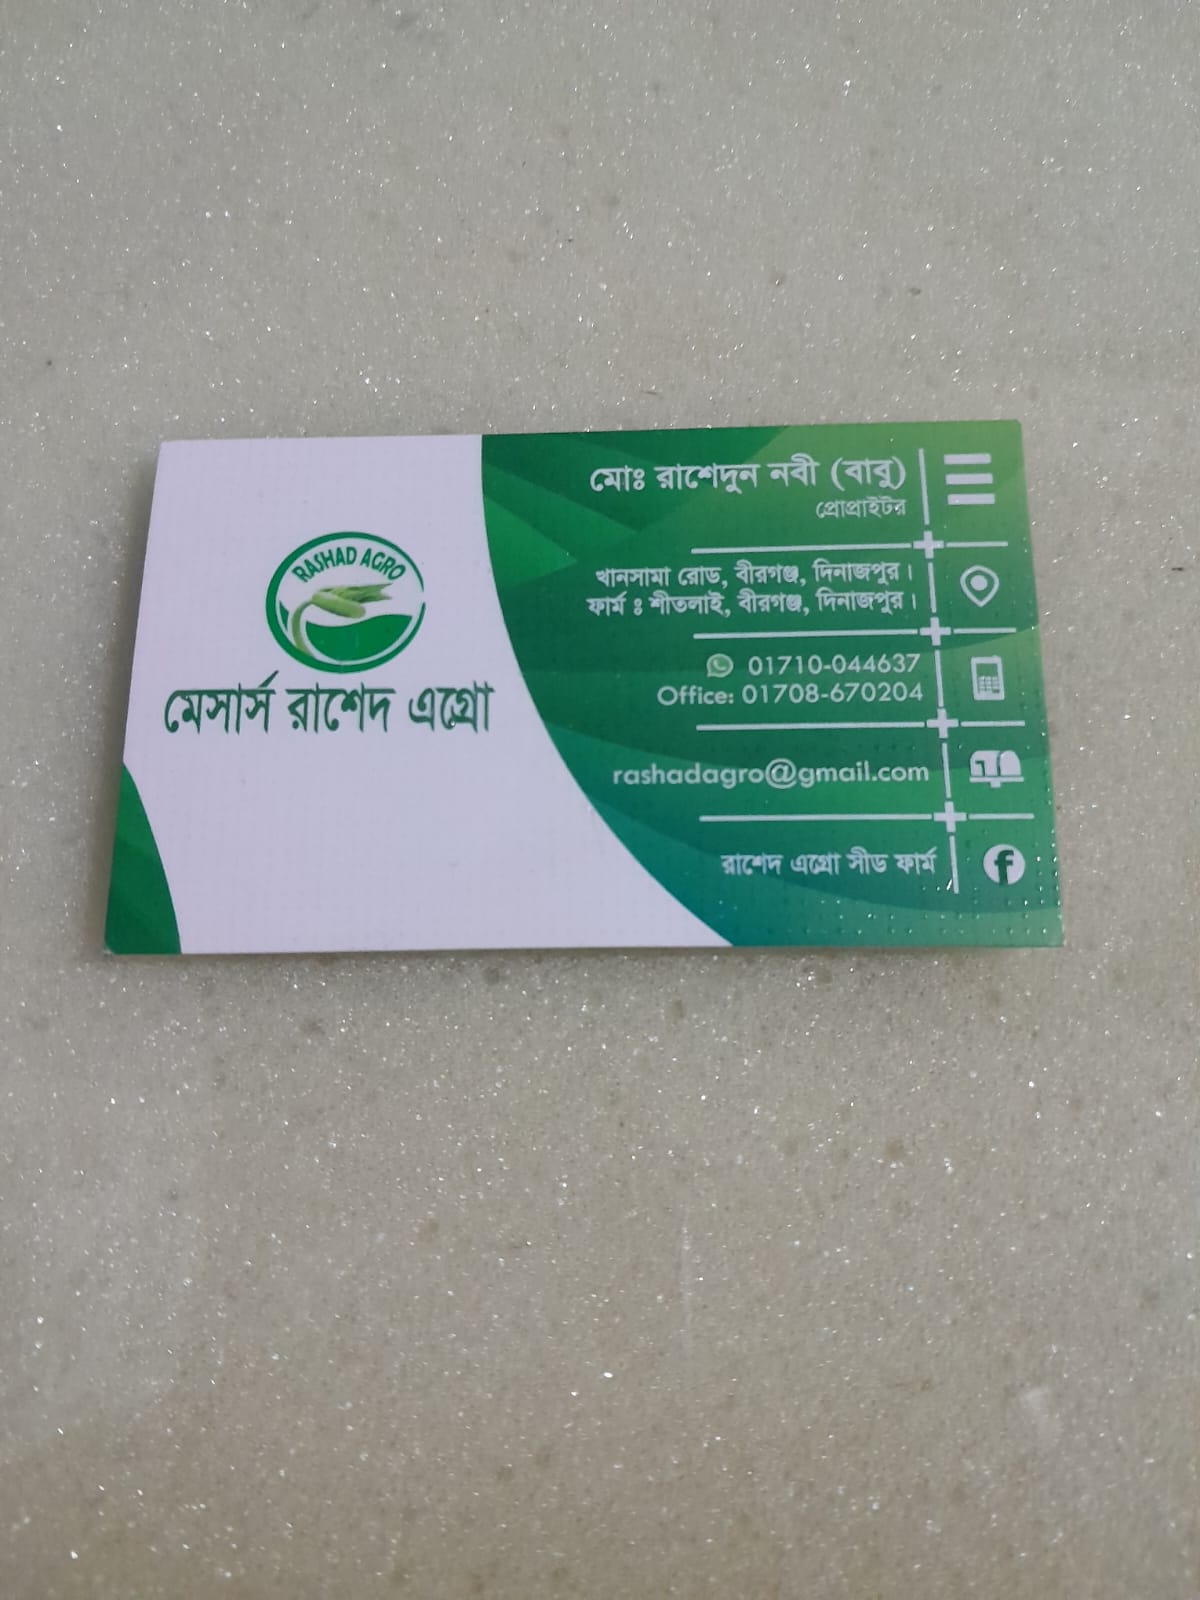 RASHAD AGRO
মেসার্স রাশেদ এগ্রো
মোঃ রাশেদুন নবী (বাবু)
প্রোপ্রাইটর
খানসামা রোড, বীরগঞ্জ, দিনাজপুর।
ফার্ম ঃ শীতলাই, বীরগঞ্জ, দিনাজপুর।
01710-044637
Office: 01708-670204
rashadagro@gmail.com
রাশেদ এগ্রো সীড ফার্ম